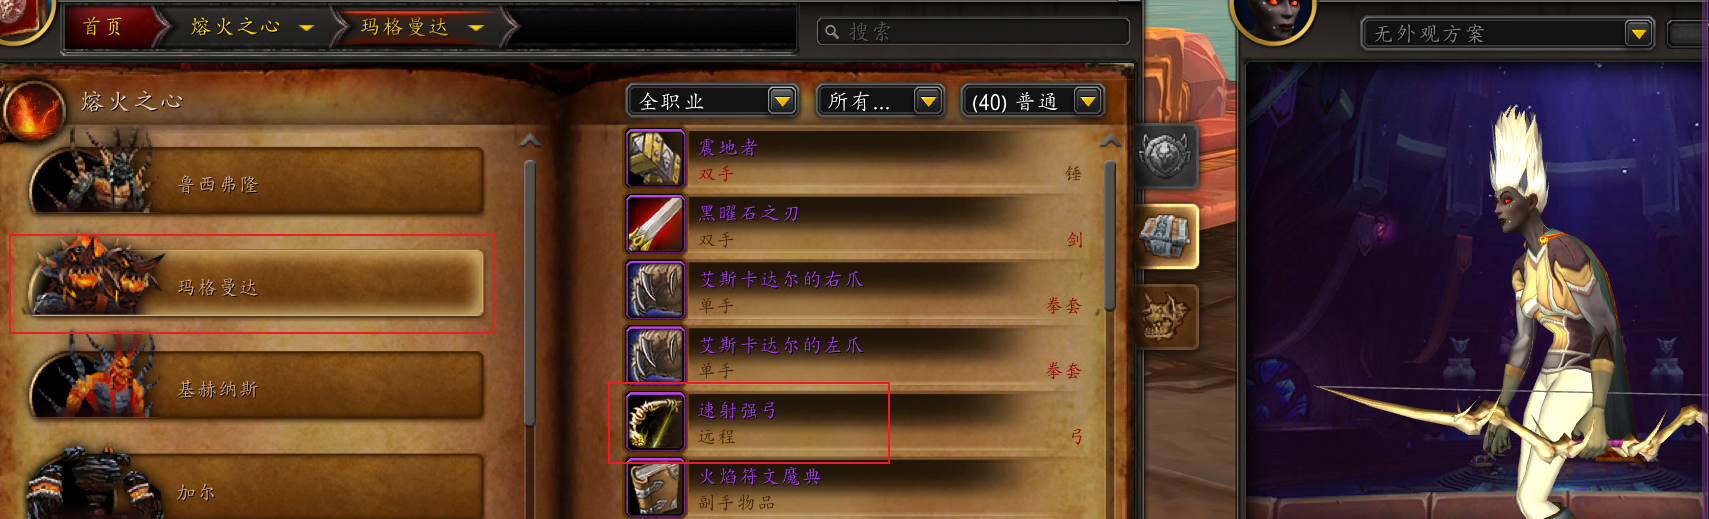 首页 熔火之心 玛格曼达 搜索 无外观方案
熔火之心 全职业 所有... (40) 普通
鲁西弗隆
玛格曼达
基赫纳斯
加尔
震地者
双手 锤
黑曜石之刃
双手 剑
艾斯卡达尔的右爪
单手 拳套
艾斯卡达尔的左爪
单手 拳套
速射强弓
远程 弓
火焰符文魔典
副手物品